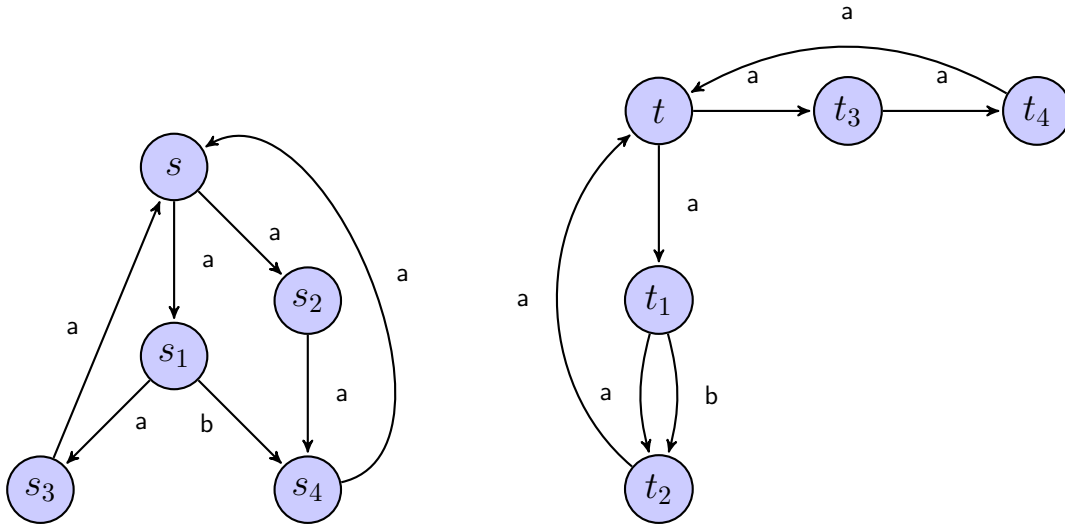 a
a a
t t₃ t₄
s
a
a
a a
s₂ t₁
a a
s₁
a
a a b
a b
s₃ s₄ t₂